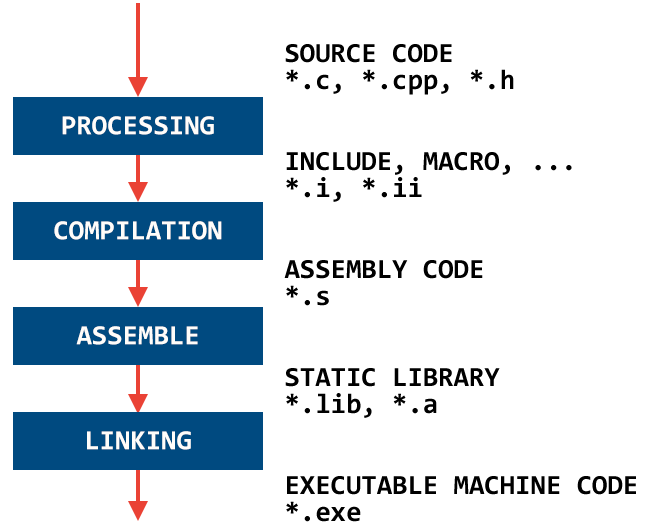 SOURCE CODE
*.c, *.cpp, *.h
PROCESSING
INCLUDE, MACRO, ...
*.i, *.ii
COMPILATION
ASSEMBLY CODE
*.s
ASSEMBLE
STATIC LIBRARY
*.lib, *.a
LINKING
EXECUTABLE MACHINE CODE
*.exe